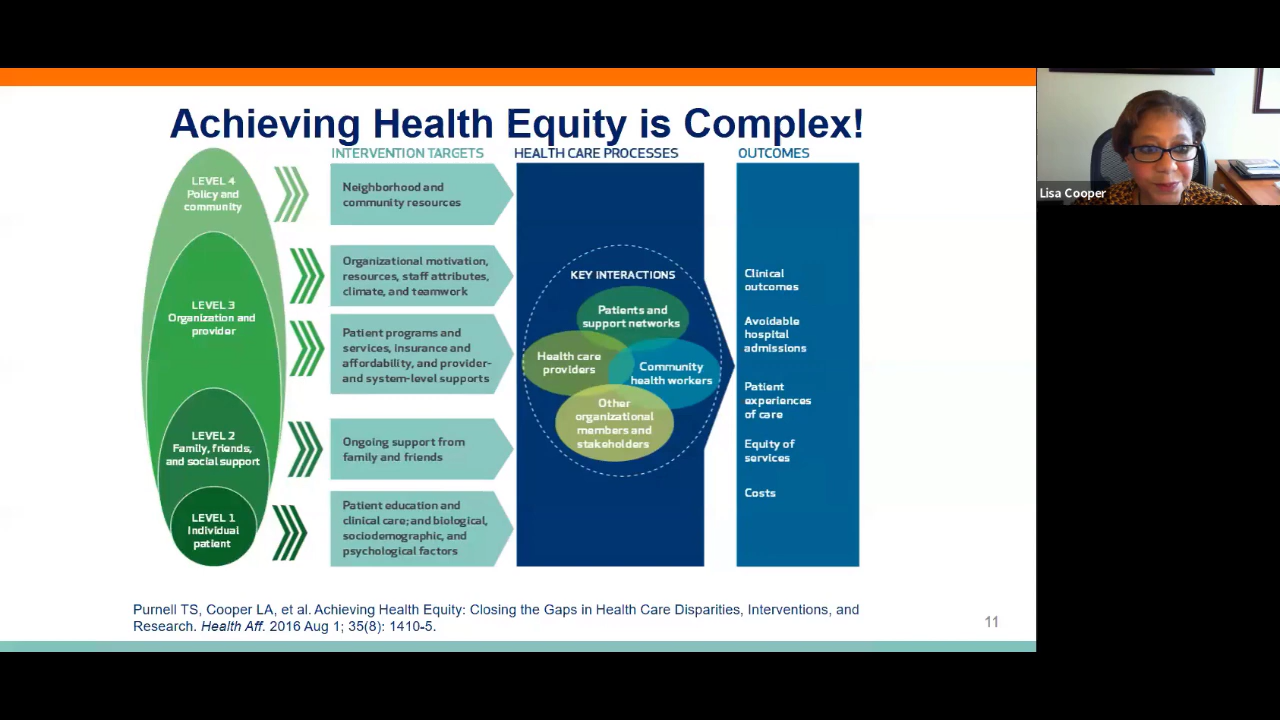 Achieving Health Equity is Complex!
INTERVENTION TARGETS
HEALTH CARE PROCESSES
OUTCOMES
LEVEL 4
Policy and
community
LEVEL 3
Organization and
provider
LEVEL 2
Family, friends,
and social support
LEVEL 1
Individual
patient
Neighborhood and
community resources
Organizational motivation,
resources, staff attributes,
climate, and teamwork
Patient programs and
services, insurance and
affordability, and provider-
and system-level supports
Ongoing support from
family and friends
Patient education and
clinical care; and biological,
sociodemographic, and
psychological factors
KEY INTERACTIONS
Patients and
support networks
Health care
providers
Community
health workers
Other
organizational
members and
stakeholders
Clinical
outcomes
Avoidable
hospital
admissions
Patient
experiences
of care
Equity of
services
Costs
Purnell TS, Cooper LA, et al. Achieving Health Equity: Closing the Gaps in Health Care Disparities, Interventions, and
Research. Health Aff. 2016 Aug 1; 35(8): 1410-5.
11
Lisa Cooper